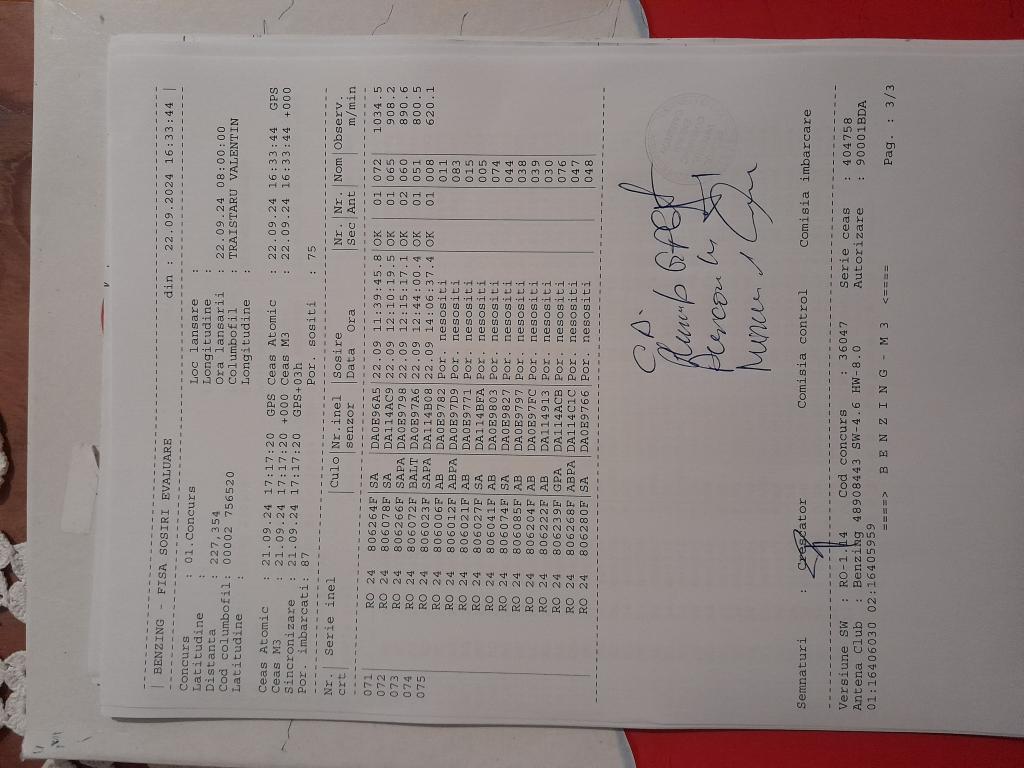 | BENZING - FISA SOSIRI EVALUARE din : 22.09.2024 16:33:44 |
Concurs : 01.Concurs Loc lansare :
Latitudine : Longitudine :
Distanta : 227,354 Ora lansarii : 22.09.24 08:00:00
Cod columbofil: 00002 756520 Columbofil : TRAISTARU VALENTIN
Latitudine : Longitudine :
Ceas Atomic : 21.09.24 17:17:20 GPS Ceas Atomic : 22.09.24 16:33:44 GPS
Ceas M3 : 21.09.24 17:17:20 +000 Ceas M3 : 22.09.24 16:33:44 +000
Sincronizare : 21.09.24 17:17:20 GPS+03h
Por. imbarcati: 87 Por. sositi : 75
Nr.| Serie inel |Culo|Nr.inel |Sosire |Nr.|Nr.|Nom|Observ.
crt| | |senzor |Data Ora |Sec|Ant| |m/min
071 RO 24 806264F|SA |DA0E96A5|22.09 11:39:45.8|OK |01 |072|1034.5
072 RO 24 806078F|SA |DA114AC9|22.09 12:10:19.5|OK |01 |065| 908.2
073 RO 24 806266F|SAPA|DA0E9798|22.09 12:15:17.1|OK |02 |060| 890.6
074 RO 24 806072F|BALT|DA0E97A6|22.09 12:44:00.4|OK |01 |051| 800.5
075 RO 24 806023F|SAPA|DA114B08|22.09 14:06:37.4|OK |01 |008| 620.1
RO 24 806006F|AB |DA0E9782|Por. nesositi | | |011|
RO 24 806012F|ABPA|DA0E97D9|Por. nesositi | | |083|
RO 24 806021F|AB |DA0E9771|Por. nesositi | | |015|
RO 24 806027F|SA |DA114BFA|Por. nesositi | | |005|
RO 24 806041F|AB |DA0E9803|Por. nesositi | | |074|
RO 24 806074F|SA |DA0E9827|Por. nesositi | | |044|
RO 24 806085F|AB |DA0E9797|Por. nesositi | | |038|
RO 24 806204F|AB |DA0E97FC|Por. nesositi | | |039|
RO 24 806222F|AB |DA114913|Por. nesositi | | |030|
RO 24 806239F|GPA |DA114ACB|Por. nesositi | | |076|
RO 24 806268F|ABPA|DA114C1C|Por. nesositi | | |047|
RO 24 806280F|SA |DA0E9766|Por. nesositi | | |048|
Semnaturi : Crescator Comisia control Comisia imbarcare
Versiune SW : RO-1.14 Cod concurs : 36047 Serie ceas : 404758
Antena Club : Benzing 48908443 SW-4.6 HW-8.0 Autorizare : 90001BDA
01:16406030 02:16405959
====> B E N Z I N G - M 3 <====
Pag. : 3/3